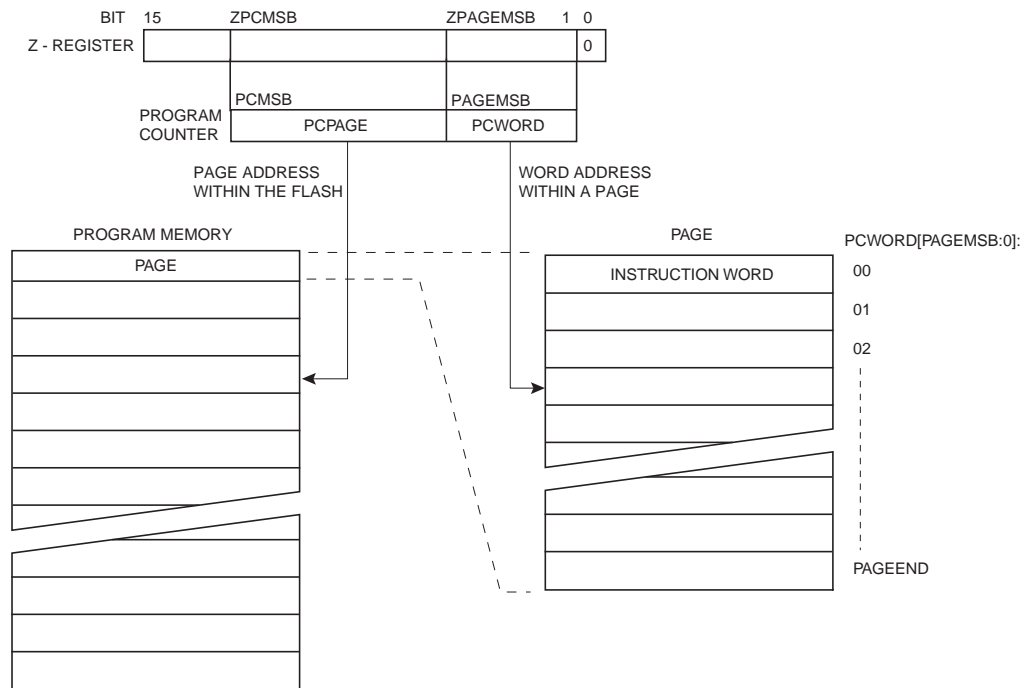 BIT 15 ZPCMSB ZPAGEMSB 1 0
Z - REGISTER 0
PCMSB PAGEMSB
PROGRAM
COUNTER
PCPAGE PCWORD
PAGE ADDRESS
WITHIN THE FLASH
WORD ADDRESS
WITHIN A PAGE
PROGRAM MEMORY
PAGE
PAGE
INSTRUCTION WORD
PCWORD[PAGEMSB:0]:
00
01
02
PAGEEND